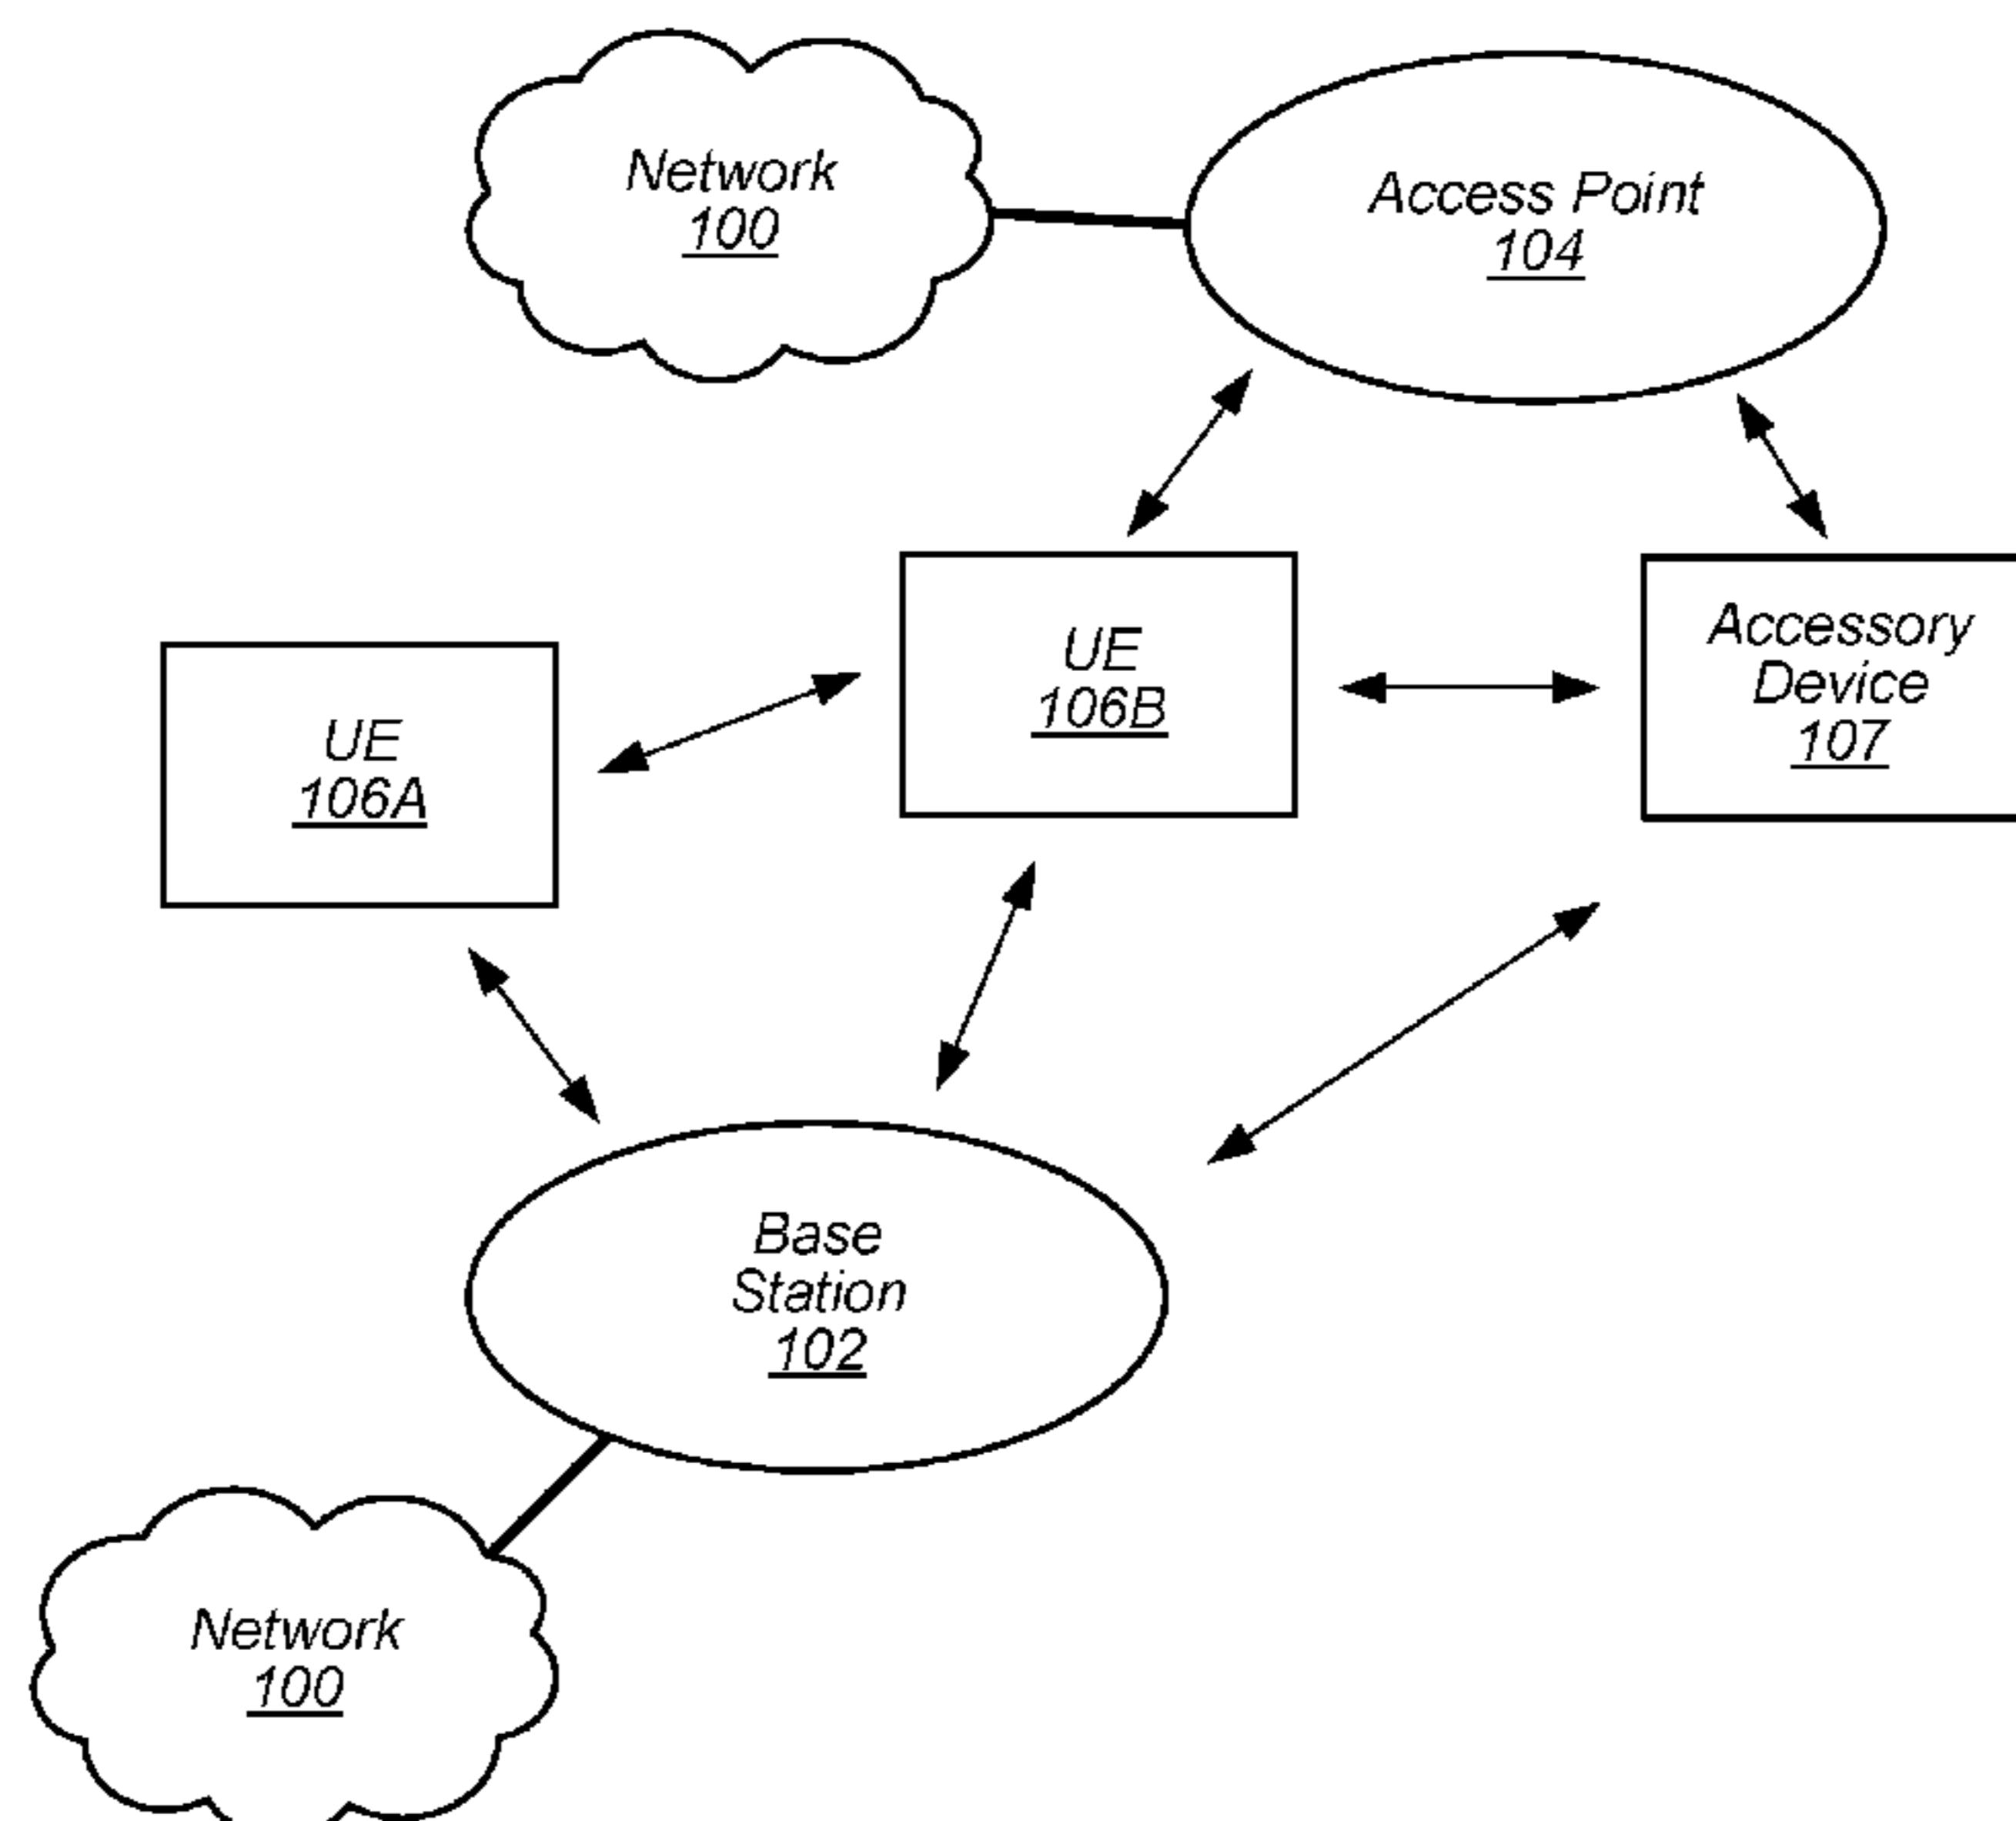 Network
100
Access Point
104
UE
106A
UE
106B
Accessory
Device
107
Base
Station
102
Network
100